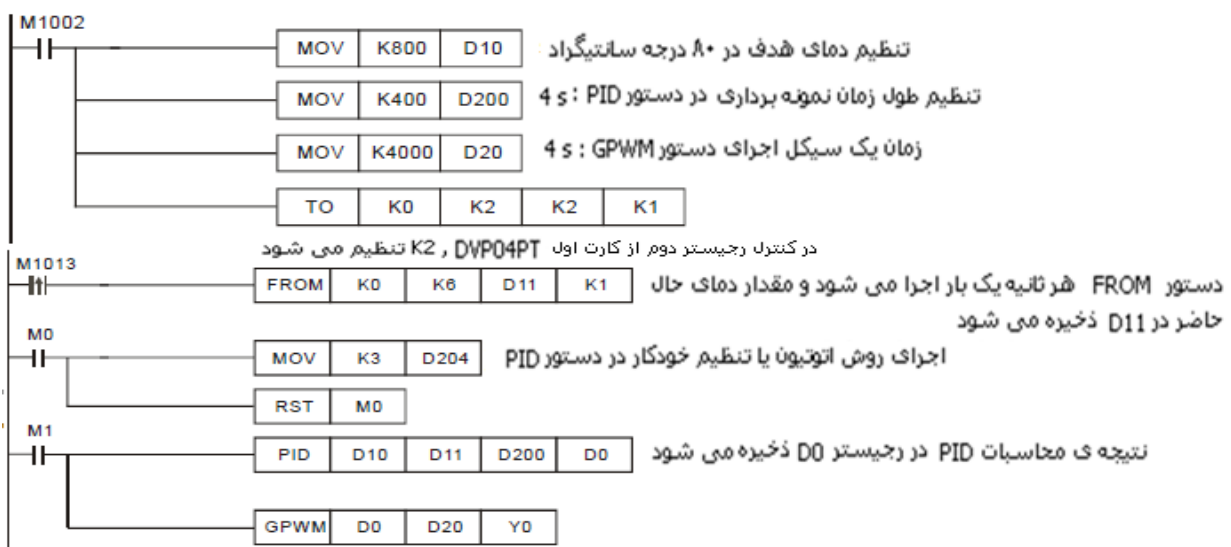 M1002
MOV K800 D10 تنظیم دمای هدف در ۸۰ درجه سانتیگراد :
MOV K400 D200 تنظیم طول زمان نمونه برداری در دستور PID : 4 s
MOV K4000 D20 زمان یک سیکل اجرای دستور GPWM : 4 s
TO K0 K2 K2 K1
در کنترل رجیستر دوم از کارت اول DVP04PT , K2 تنظیم می شود
M1013
FROM K0 K6 D11 K1 دستور FROM هر ثانیه یک بار اجرا می شود و مقدار دمای حال
حاضر در D11 ذخیره می شود
M0
MOV K3 D204 اجرای روش اتوتیون یا تنظیم خودکار در دستور PID
RST M0
M1
PID D10 D11 D200 D0 نتیجه ی محاسبات PID در رجیستر D0 ذخیره می شود
GPWM D0 D20 Y0